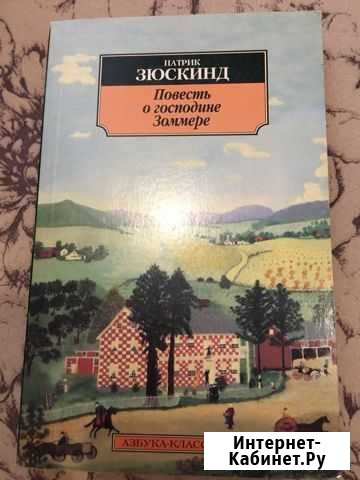 ПАТРИК
ЗЮСКИНД
Повесть
о господине
Зоммере
АЗБУКА-КЛАСС
Интернет-
Кабинет.Ру